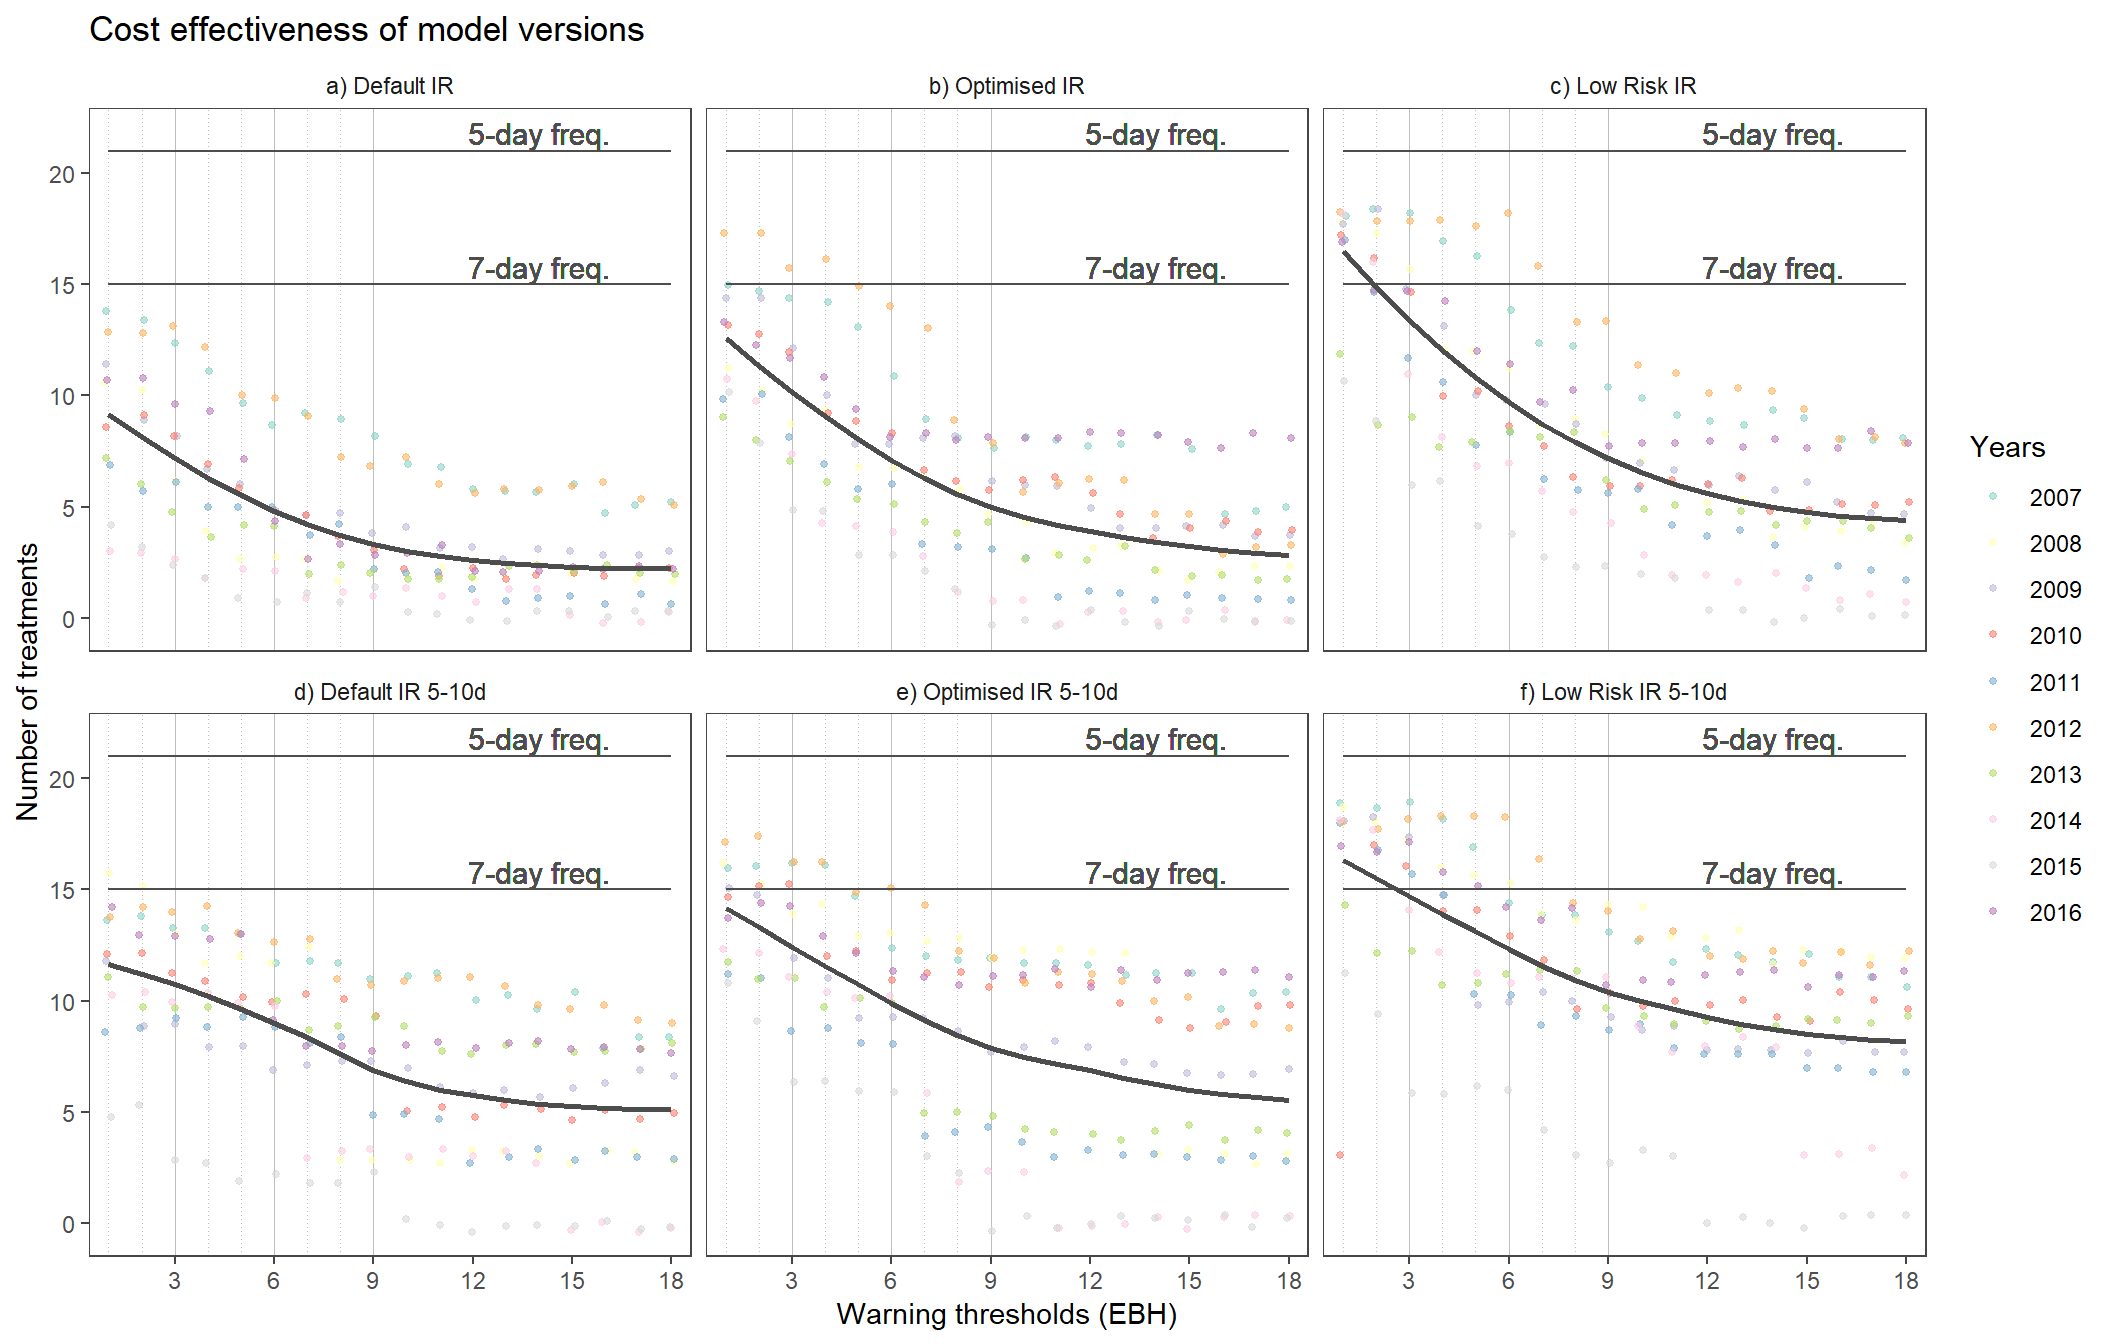 Cost effectiveness of model versions
a) Default IR
b) Optimised IR
c) Low Risk IR
5-day freq.
5-day freq.
5-day freq.
7-day freq.
7-day freq.
7-day freq.
20
15
10
5
0
d) Default IR 5-10d
e) Optimised IR 5-10d
f) Low Risk IR 5-10d
5-day freq.
5-day freq.
5-day freq.
7-day freq.
7-day freq.
7-day freq.
20
15
10
5
0
3 6 9 12 15 18
3 6 9 12 15 18
3 6 9 12 15 18
Warning thresholds (EBH)
Number of treatments
Years
2007
2008
2009
2010
2011
2012
2013
2014
2015
2016